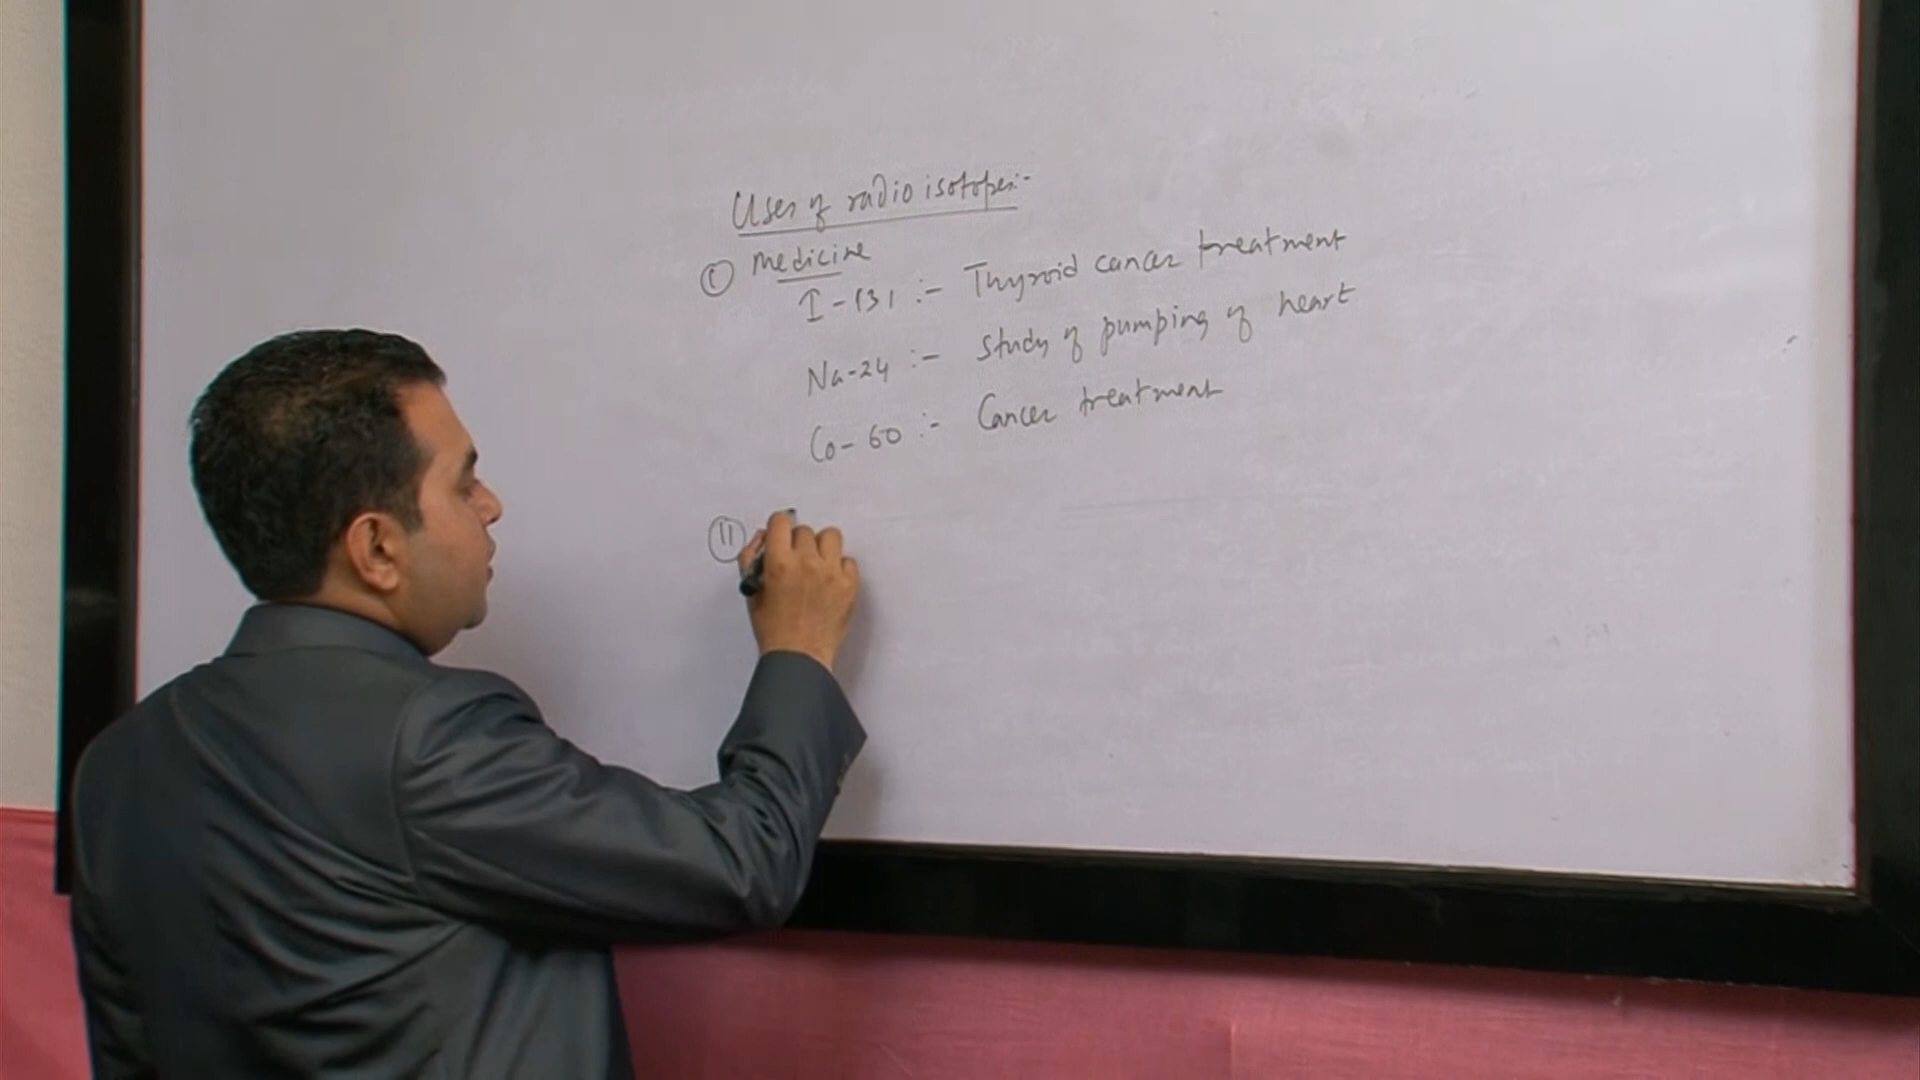 Uses of radio isotopes:-
(I) Medicine
I-131 :- Thyroid cancer treatment
Na-24 :- Study of pumping of heart
Co-60 :- Cancer treatment
(II)